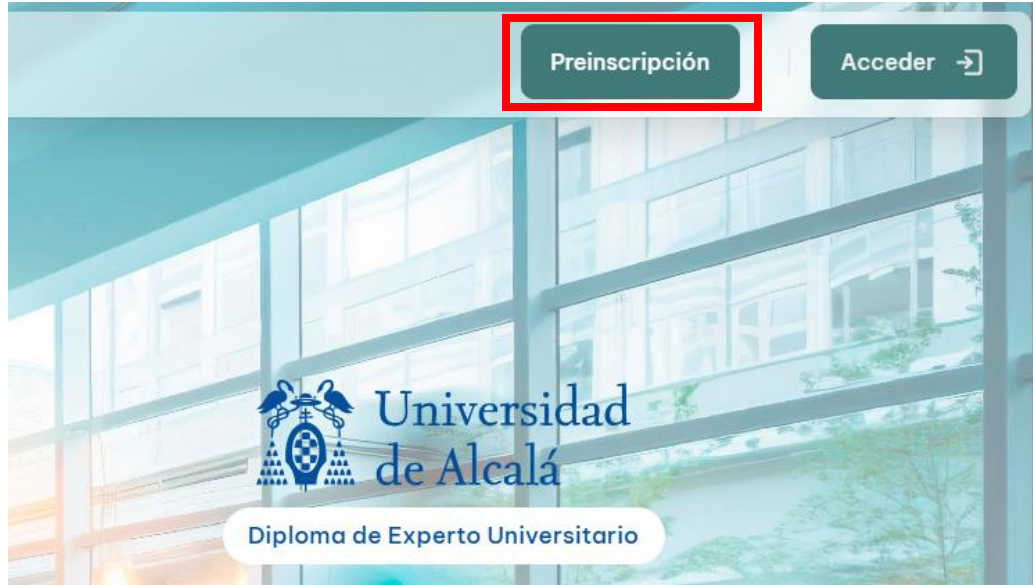 Preinscripción
Acceder
Universidad
de Alcalá
Diploma de Experto Universitario